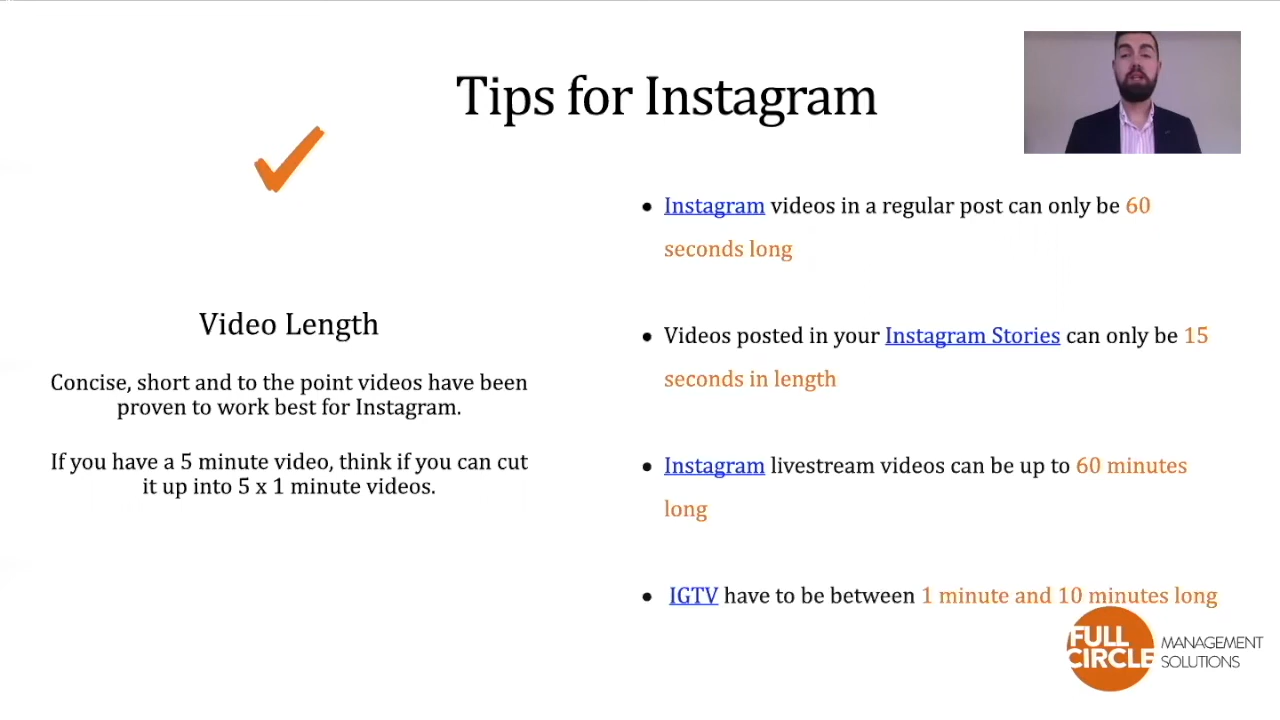 Tips for Instagram
Video Length
Concise, short and to the point videos have been
proven to work best for Instagram.
If you have a 5 minute video, think if you can cut
it up into 5 x 1 minute videos.
Instagram videos in a regular post can only be 60
seconds long
Videos posted in your Instagram Stories can only be 15
seconds in length
Instagram livestream videos can be up to 60 minutes
long
IGTV have to be between 1 minute and 10 minutes long
FULL
CIRCLE
MANAGEMENT
SOLUTIONS